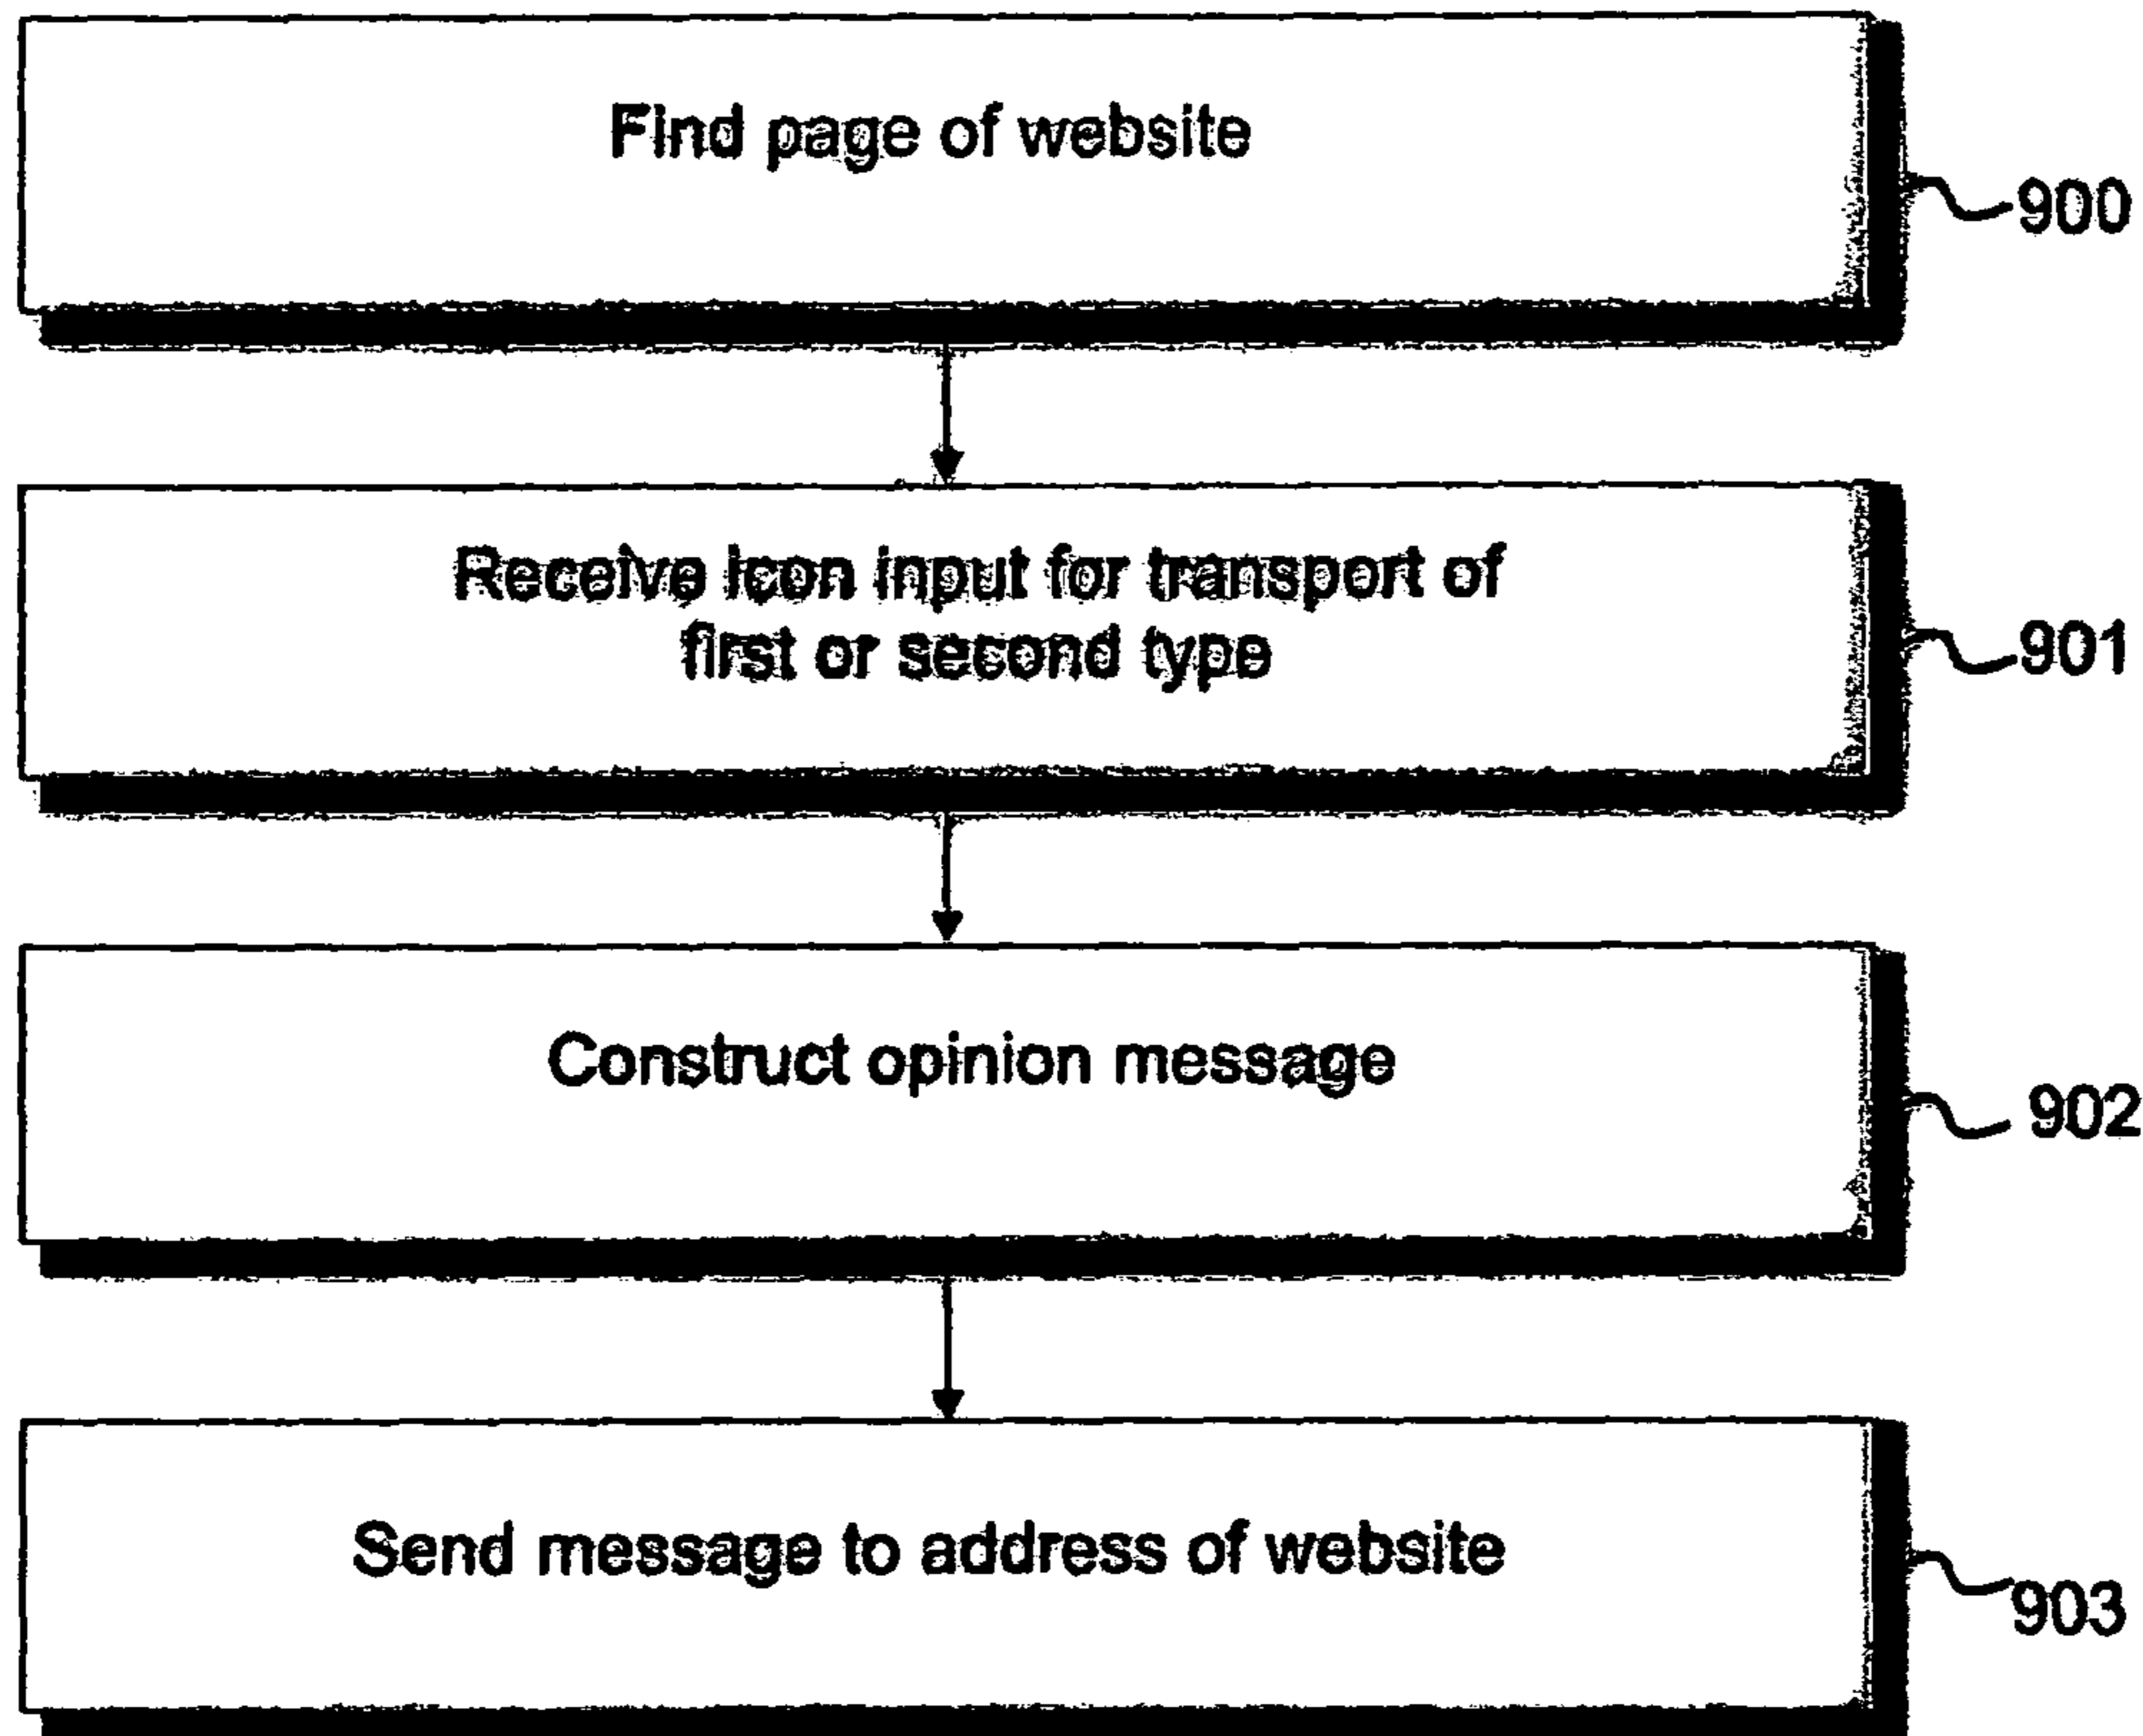 Find page of website
900
Receive icon input for transport of
first or second type
901
Construct opinion message
902
Send message to address of website
903